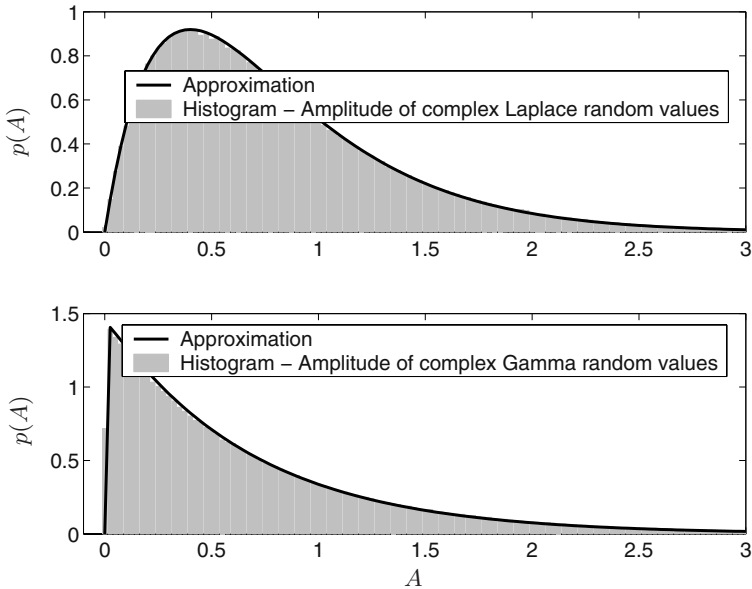 1
0.8
0.6
0.4
0.2
0
p(A)
Approximation
Histogram − Amplitude of complex Laplace random values
0 0.5 1 1.5 2 2.5 3
1.5
1
0.5
0
p(A)
Approximation
Histogram − Amplitude of complex Gamma random values
0 0.5 1 1.5 2 2.5 3
A